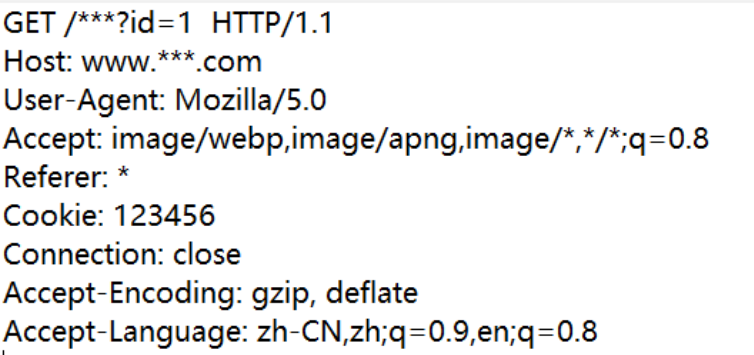 GET /***?id=1  HTTP/1.1
Host: www.***.com
User-Agent: Mozilla/5.0
Accept: image/webp,image/apng,image/*,*/*;q=0.8
Referer: *
Cookie: 123456
Connection: close
Accept-Encoding: gzip, deflate
Accept-Language: zh-CN,zh;q=0.9,en;q=0.8